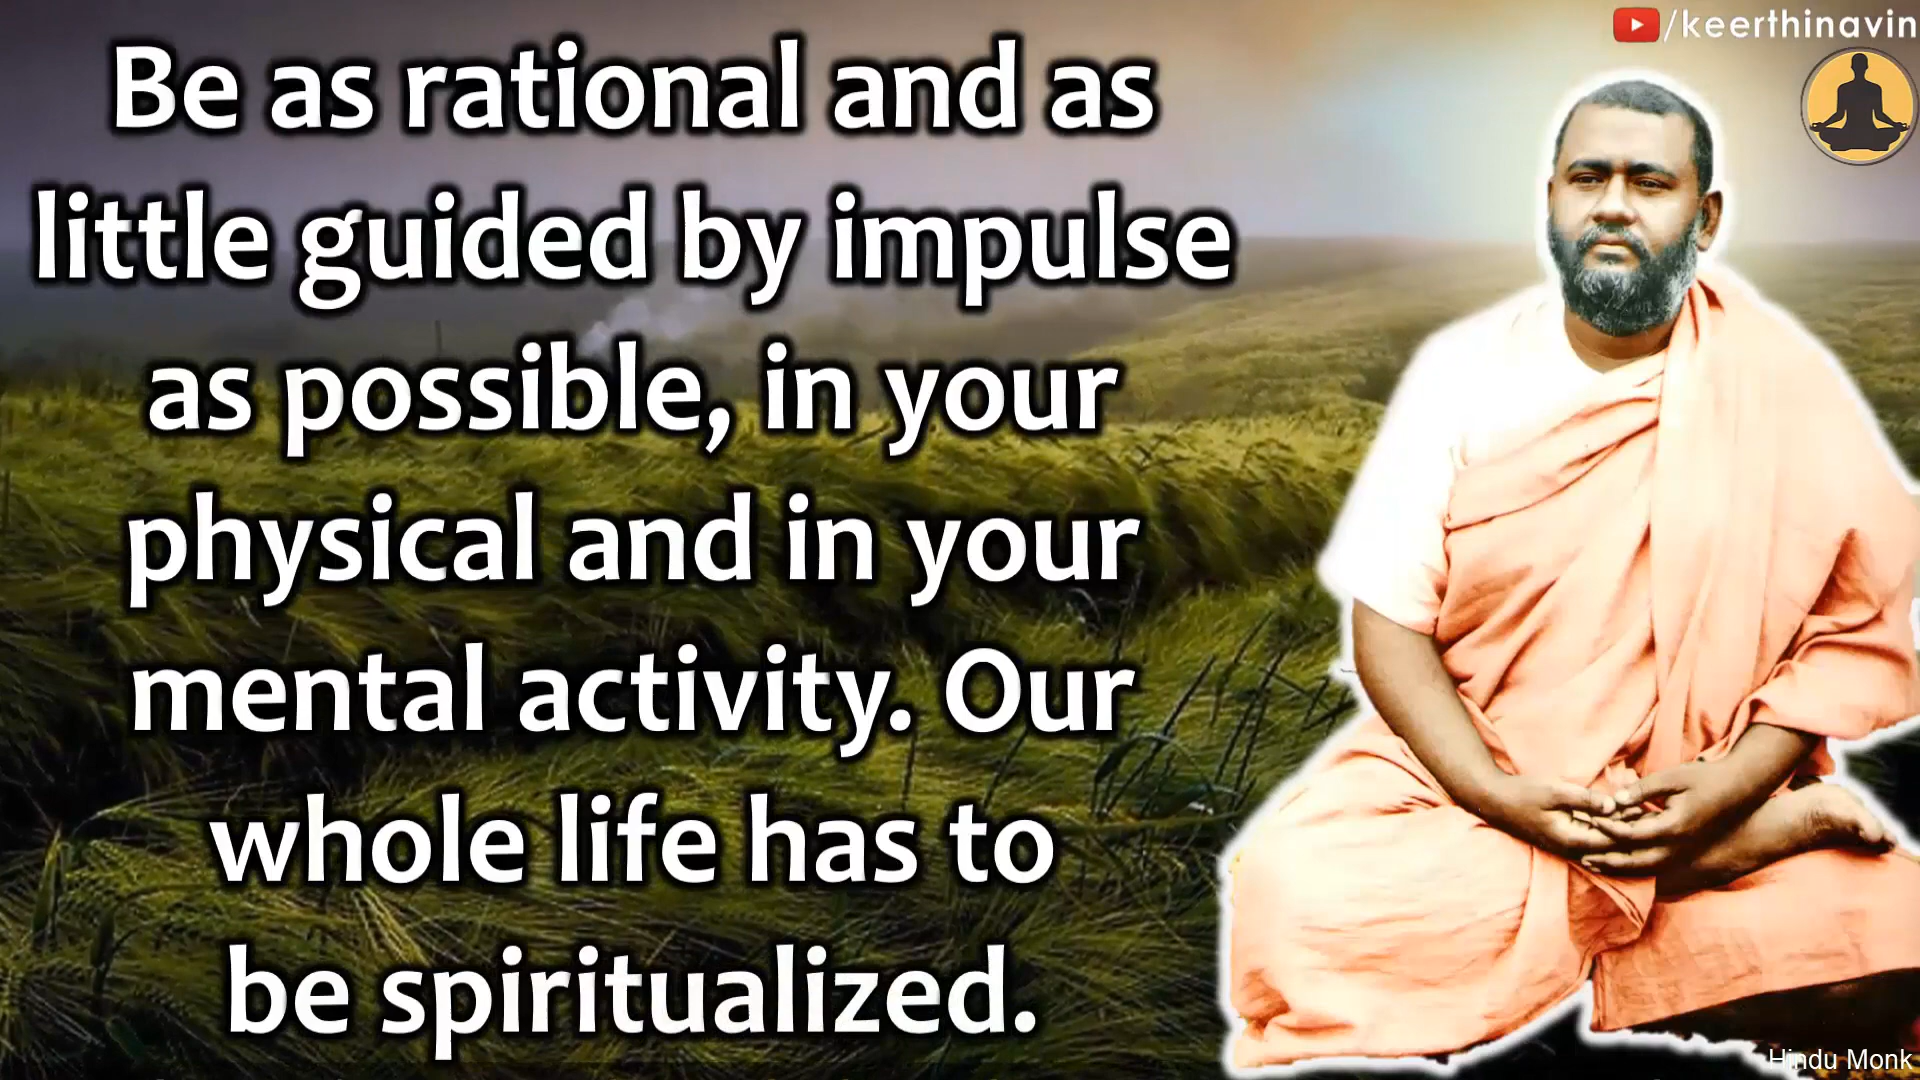 /keerthinavin
Be as rational and as
little guided by impulse
as possible, in your
physical and in your
mental activity. Our
whole life has to
be spiritualized.
Hindu Monk